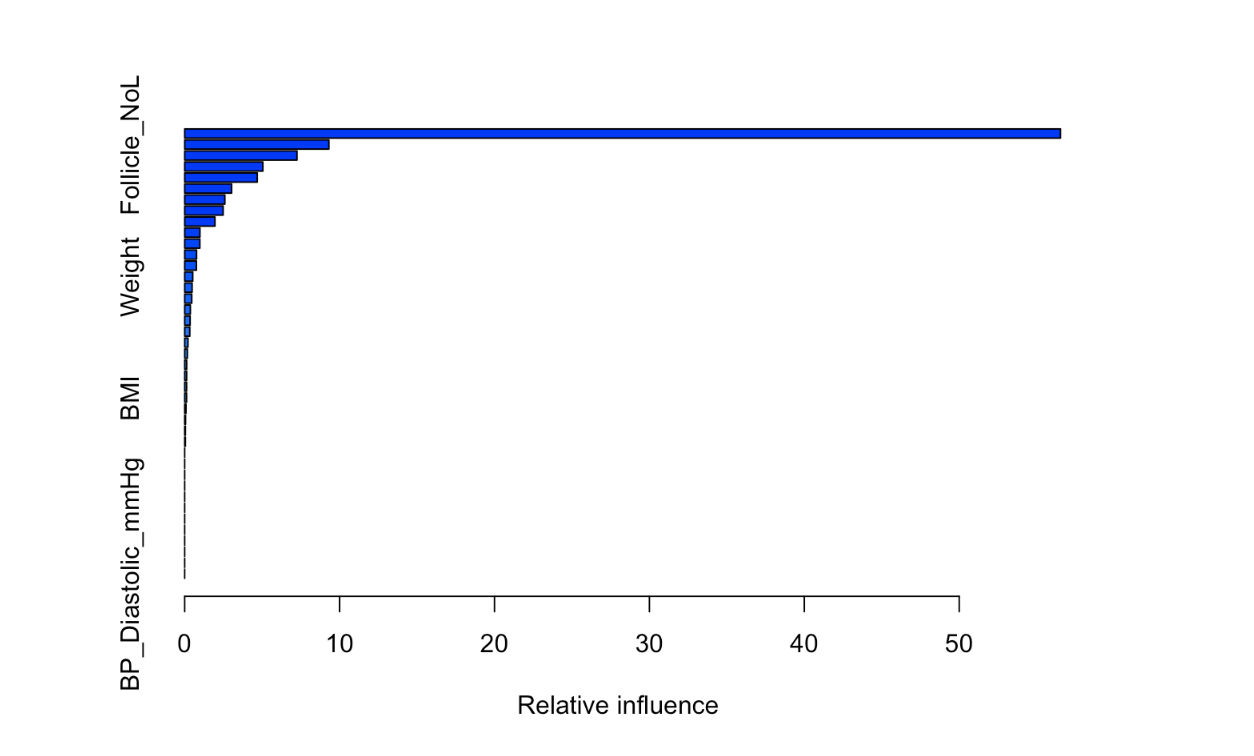 Follicle_NoL
Weight
BMI
BP_Diastolic_mmHg
0 10 20 30 40 50
Relative influence